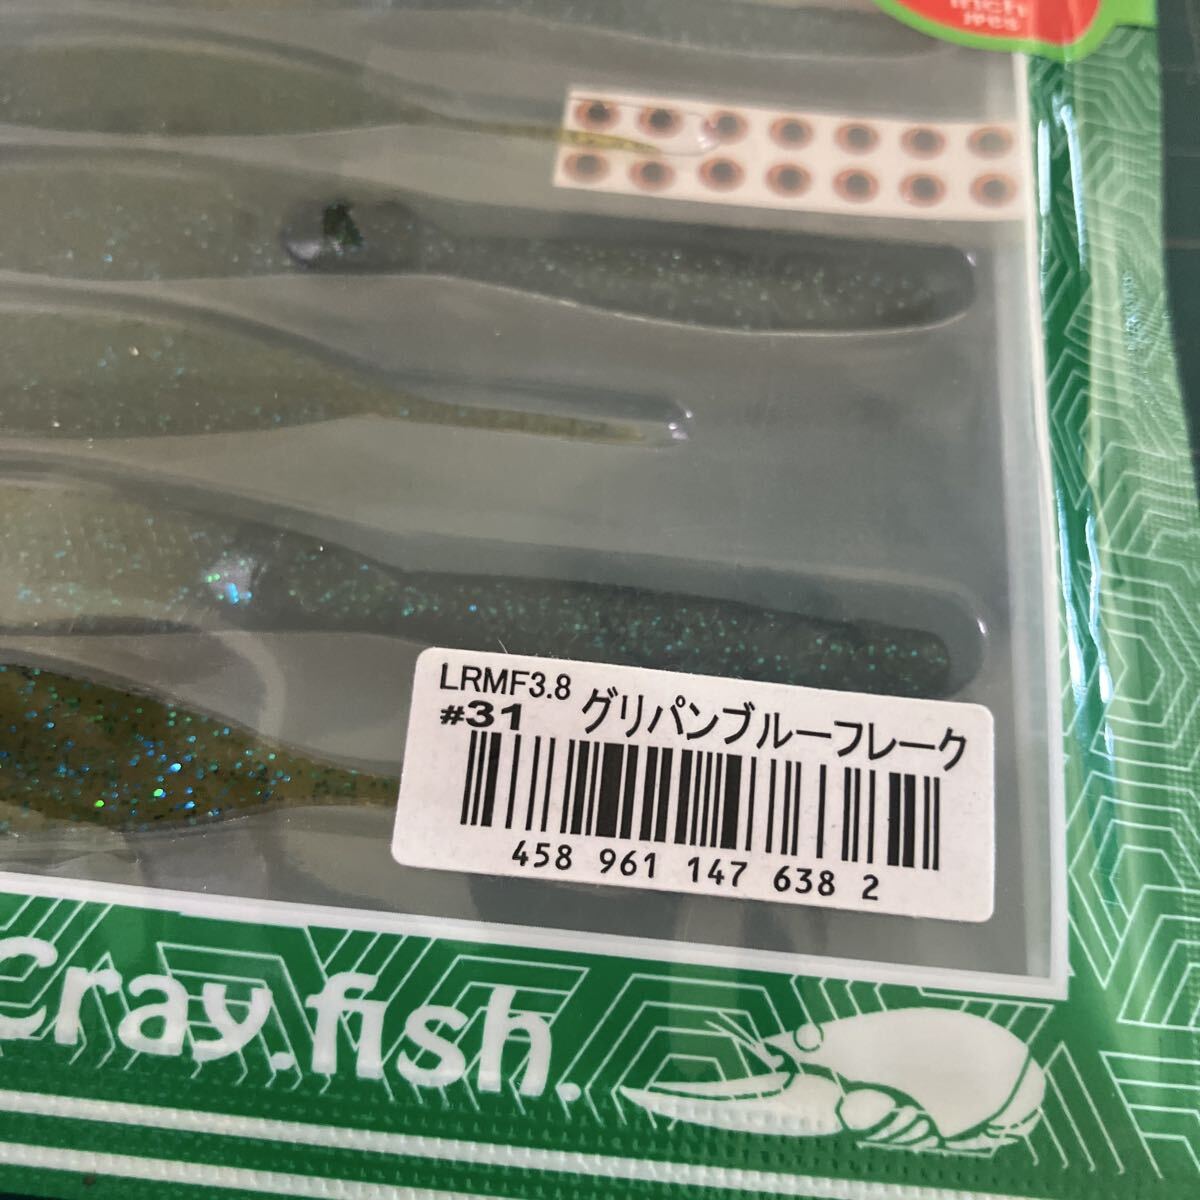 inch
LRMF3.8
#31 グリパンブルーフレーク
458 961 147 638 2
Cray.fish.